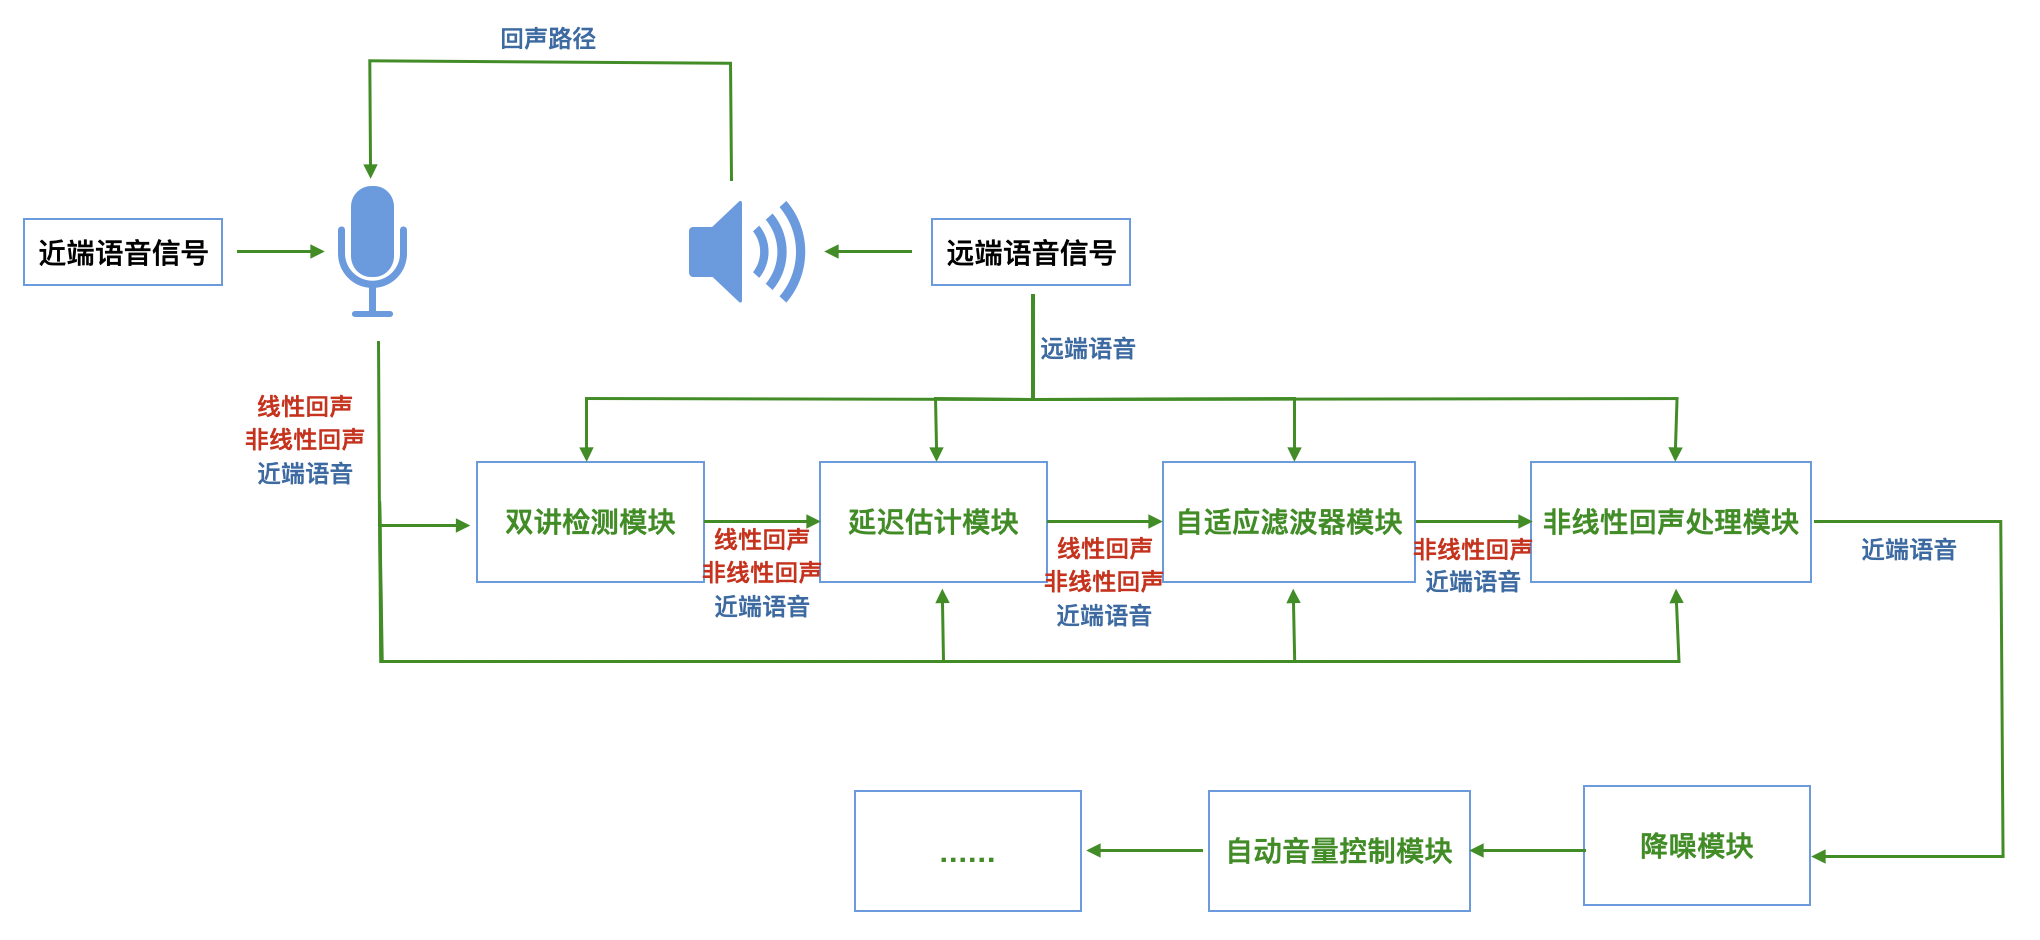 回声路径
近端语音信号
远端语音信号
远端语音
线性回声
非线性回声
近端语音
双讲检测模块
线性回声
非线性回声
近端语音
延迟估计模块
线性回声
非线性回声
近端语音
自适应滤波器模块
非线性回声
近端语音
非线性回声处理模块
近端语音
......
自动音量控制模块
降噪模块